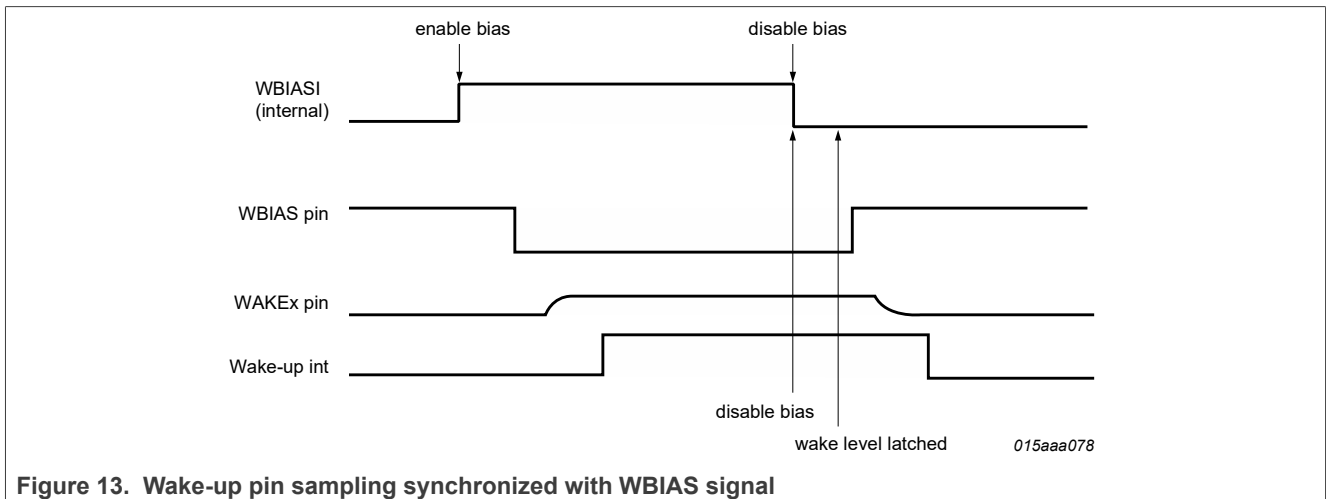 enable bias
disable bias
WBIASI
(internal)
WBIAS pin
WAKEx pin
Wake-up int
disable bias
wake level latched
015aaa078
Figure 13. Wake-up pin sampling synchronized with WBIAS signal